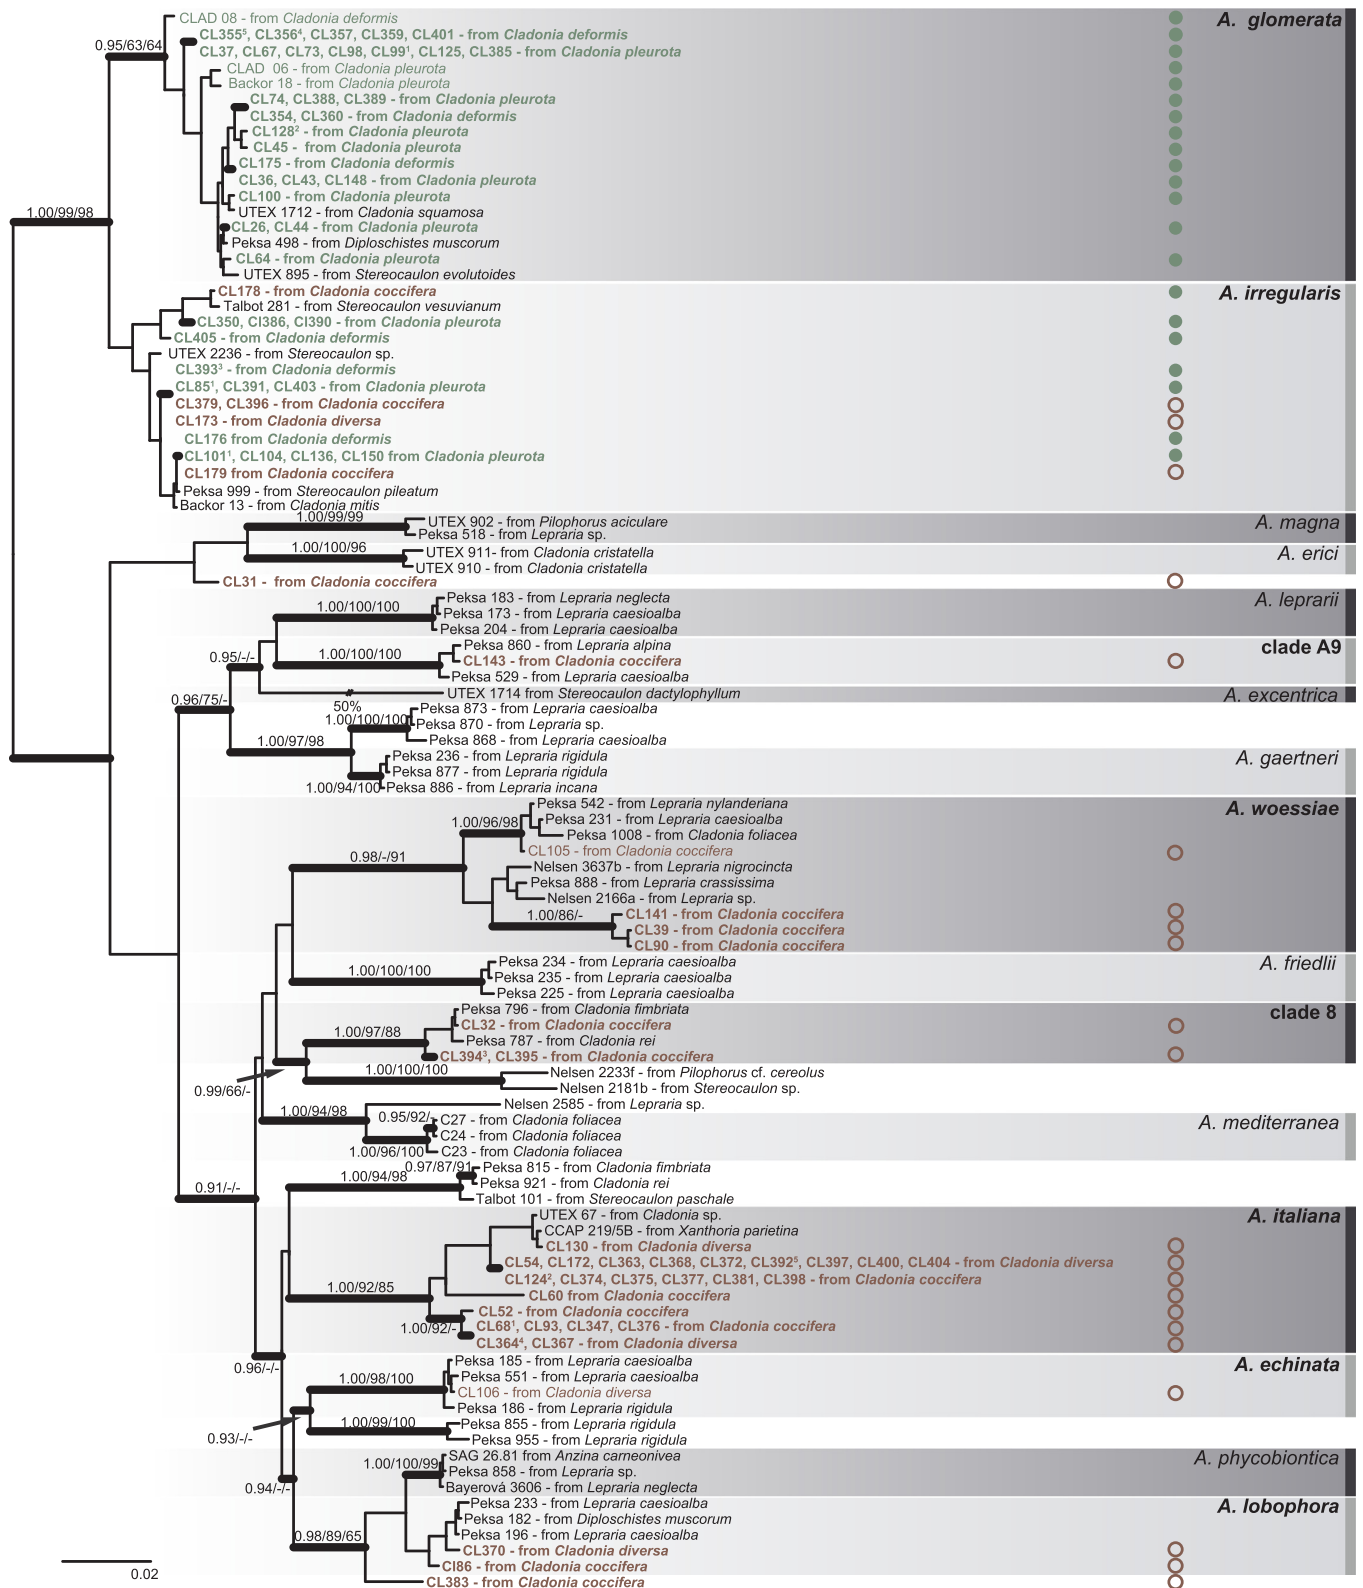 CLAD 08 - from Cladonia deformis
A. glomerata
CL355⁵, CL356⁴, CL357, CL359, CL401 - from Cladonia deformis
0.95/63/64
CL37, CL67, CL73, CL98, CL99¹, CL125, CL385 - from Cladonia pleurota
CLAD 06 - from Cladonia pleurota
Backor 18 - from Cladonia pleurota
CL74, CL388, CL389 - from Cladonia pleurota
CL354, CL360 - from Cladonia deformis
CL128² - from Cladonia pleurota
CL45 - from Cladonia pleurota
CL175 - from Cladonia deformis
CL36, CL43, CL148 - from Cladonia pleurota
CL100 - from Cladonia pleurota
1.00/99/98
UTEX 1712 - from Cladonia squamosa
CL26, CL44 - from Cladonia pleurota
Peksa 498 - from Diploschistes muscorum
CL64 - from Cladonia pleurota
UTEX 895 - from Stereocaulon evolutoides
CL178 - from Cladonia coccifera
A. irregularis
Talbot 281 - from Stereocaulon vesuvianum
CL350, Cl386, Cl390 - from Cladonia pleurota
CL405 - from Cladonia deformis
UTEX 2236 - from Stereocaulon sp.
CL393³ - from Cladonia deformis
CL85¹, CL391, CL403 - from Cladonia pleurota
CL379, CL396 - from Cladonia coccifera
CL173 - from Cladonia diversa
CL176 from Cladonia deformis
CL101¹, CL104, CL136, CL150 from Cladonia pleurota
CL179 from Cladonia coccifera
Peksa 999 - from Stereocaulon pileatum
Backor 13 - from Cladonia mitis
1.00/99/99
UTEX 902 - from Pilophorus aciculare
A. magna
Peksa 518 - from Lepraria sp.
1.00/100/96
UTEX 911- from Cladonia cristatella
A. erici
UTEX 910 - from Cladonia cristatella
CL31 - from Cladonia coccifera
Peksa 183 - from Lepraria neglecta
A. leprarii
1.00/100/100
Peksa 173 - from Lepraria caesioalba
Peksa 204 - from Lepraria caesioalba
Peksa 860 - from Lepraria alpina
clade A9
0.95/-/-
1.00/100/100
CL143 - from Cladonia coccifera
Peksa 529 - from Lepraria caesioalba
UTEX 1714 from Stereocaulon dactylophyllum
A. excentrica
0.96/75/-
50%
Peksa 873 - from Lepraria caesioalba
1.00/100/100
Peksa 870 - from Lepraria sp.
1.00/97/98
Peksa 868 - from Lepraria caesioalba
Peksa 236 - from Lepraria rigidula
A. gaertneri
Peksa 877 - from Lepraria rigidula
1.00/94/100
Peksa 886 - from Lepraria incana
Peksa 542 - from Lepraria nylanderiana
A. woessiae
1.00/96/98
Peksa 231 - from Lepraria caesioalba
Peksa 1008 - from Cladonia foliacea
0.98/-/91
CL105 - from Cladonia coccifera
Nelsen 3637b - from Lepraria nigrocincta
Peksa 888 - from Lepraria crassissima
Nelsen 2166a - from Lepraria sp.
1.00/86/-
CL141 - from Cladonia coccifera
CL39 - from Cladonia coccifera
CL90 - from Cladonia coccifera
Peksa 234 - from Lepraria caesioalba
A. friedlii
1.00/100/100
Peksa 235 - from Lepraria caesioalba
Peksa 225 - from Lepraria caesioalba
Peksa 796 - from Cladonia fimbriata
clade 8
CL32 - from Cladonia coccifera
1.00/97/88
Peksa 787 - from Cladonia rei
CL394³, CL395 - from Cladonia coccifera
1.00/100/100
Nelsen 2233f - from Pilophorus cf. cereolus
0.99/66/-
Nelsen 2181b - from Stereocaulon sp.
Nelsen 2585 - from Lepraria sp.
1.00/94/98
0.95/92/-
C27 - from Cladonia foliacea
A. mediterranea
C24 - from Cladonia foliacea
1.00/96/100
C23 - from Cladonia foliacea
0.97/87/91
Peksa 815 - from Cladonia fimbriata
0.91/-/-
1.00/94/98
Peksa 921 - from Cladonia rei
Talbot 101 - from Stereocaulon paschale
UTEX 67 - from Cladonia sp.
A. italiana
CCAP 219/5B - from Xanthoria parietina
CL130 - from Cladonia diversa
CL54, CL172, CL363, CL368, CL372, CL392⁵, CL397, CL400, CL404 - from Cladonia diversa
1.00/92/85
CL124², CL374, CL375, CL377, CL381, CL398 - from Cladonia coccifera
CL60 from Cladonia coccifera
CL52 - from Cladonia coccifera
1.00/92/-
CL68¹, CL93, CL347, CL376 - from Cladonia coccifera
CL364⁴, CL367 - from Cladonia diversa
0.96/-/-
Peksa 185 - from Lepraria caesioalba
A. echinata
1.00/98/100
Peksa 551 - from Lepraria caesioalba
CL106 - from Cladonia diversa
Peksa 186 - from Lepraria rigidula
1.00/99/100
Peksa 855 - from Lepraria rigidula
0.93/-/-
Peksa 955 - from Lepraria rigidula
SAG 26.81 from Anzina carneonivea
A. phycobiontica
1.00/100/99
Peksa 858 - from Lepraria sp.
0.94/-/-
Bayerová 3606 - from Lepraria neglecta
Peksa 233 - from Lepraria caesioalba
A. lobophora
Peksa 182 - from Diploschistes muscorum
0.98/89/65
Peksa 196 - from Lepraria caesioalba
CL370 - from Cladonia diversa
Cl86 - from Cladonia coccifera
0.02
CL383 - from Cladonia coccifera